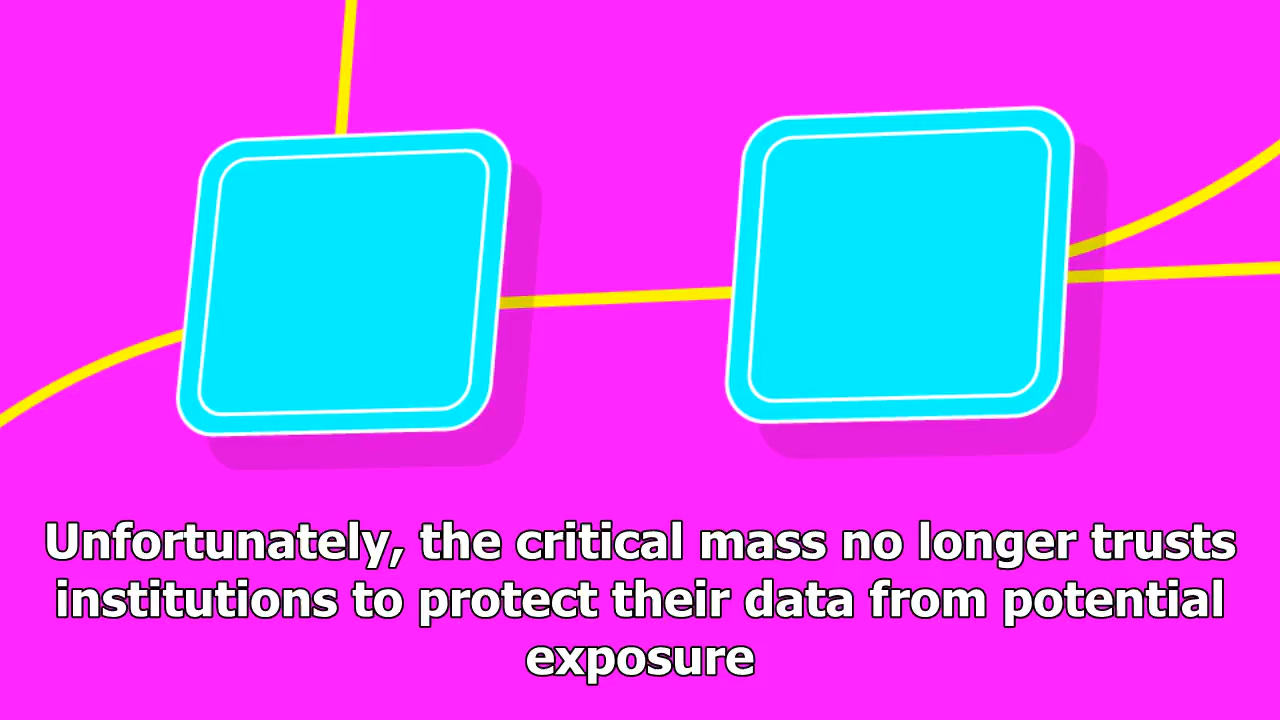 Unfortunately, the critical mass no longer trusts
institutions to protect their data from potential
exposure